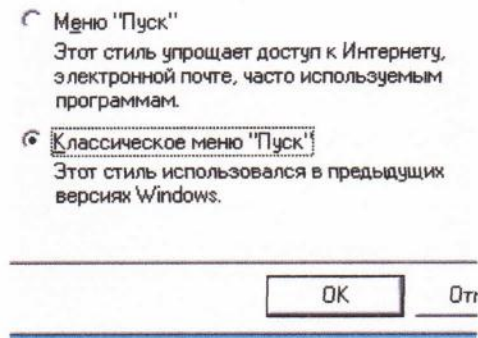 Меню "Пуск"
Этот стиль упрощает доступ к Интернету,
электронной почте, часто используемым
программам.
Классическое меню "Пуск"
Этот стиль использовался в предыдущих
версиях Windows.
OK